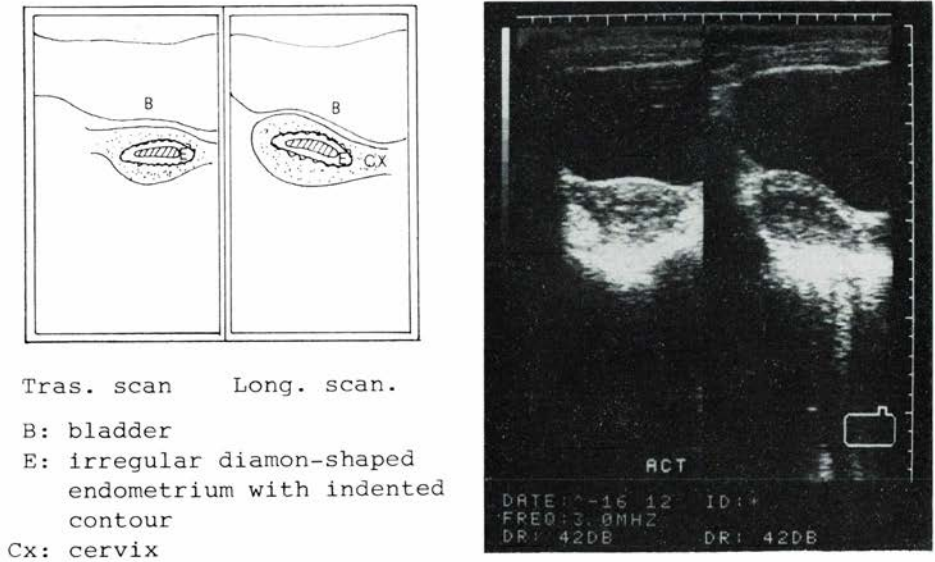 B
B
E
E
CX
Tras. scan Long. scan.
B: bladder
E: irregular diamon-shaped
endometrium with indented
contour
Cx: cervix
ACT
DATE: -16 12 ID:+
FREQ:3.0MHZ
DR: 42DB DR: 42DB